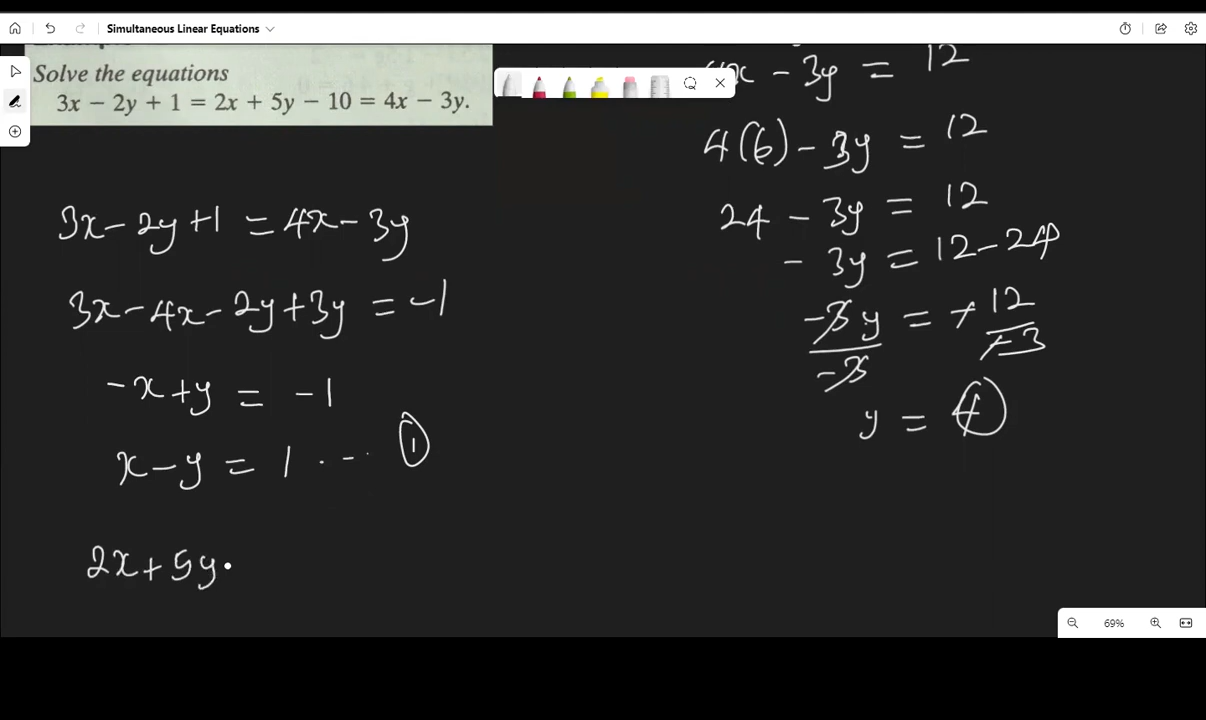 Simultaneous Linear Equations
Solve the equations
3x − 2y + 1 = 2x + 5y − 10 = 4x − 3y.
3x − 2y + 1 = 4x − 3y
3x − 4x − 2y + 3y = −1
−x + y = −1
x − y = 1 . - - ①
2x + 5y
4x − 3y = 12
4(6) − 3y = 12
24 − 3y = 12
−3y = 12 − 24
−3y/−3 = −12/−3
y = 4
69%